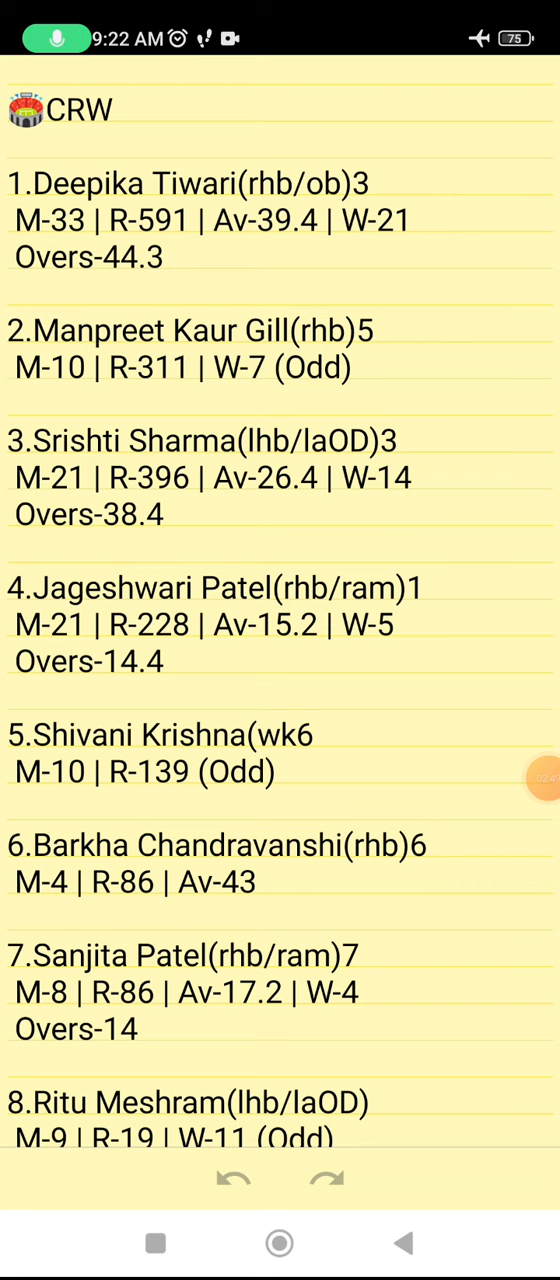 9:22 AM
75
CRW
1.Deepika Tiwari(rhb/ob)3
M-33 | R-591 | Av-39.4 | W-21
Overs-44.3
2.Manpreet Kaur Gill(rhb)5
M-10 | R-311 | W-7 (Odd)
3.Srishti Sharma(lhb/laOD)3
M-21 | R-396 | Av-26.4 | W-14
Overs-38.4
4.Jageshwari Patel(rhb/ram)1
M-21 | R-228 | Av-15.2 | W-5
Overs-14.4
5.Shivani Krishna(wk6
M-10 | R-139 (Odd)
02:49
6.Barkha Chandravanshi(rhb)6
M-4 | R-86 | Av-43
7.Sanjita Patel(rhb/ram)7
M-8 | R-86 | Av-17.2 | W-4
Overs-14
8.Ritu Meshram(lhb/laOD)
M-9 | R-19 | W-11 (Odd)